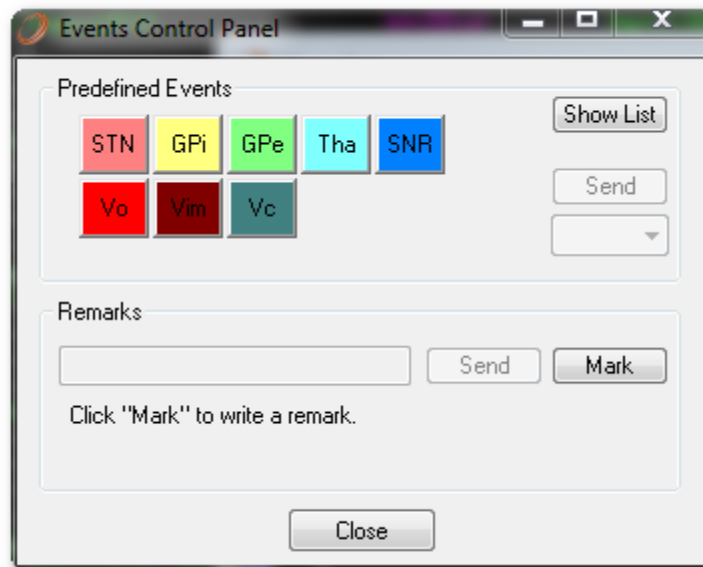 Events Control Panel
Predefined Events
STN GPi GPe Tha SNR Show List
Vo Vim Vc Send
Remarks
Send Mark
Click "Mark" to write a remark.
Close